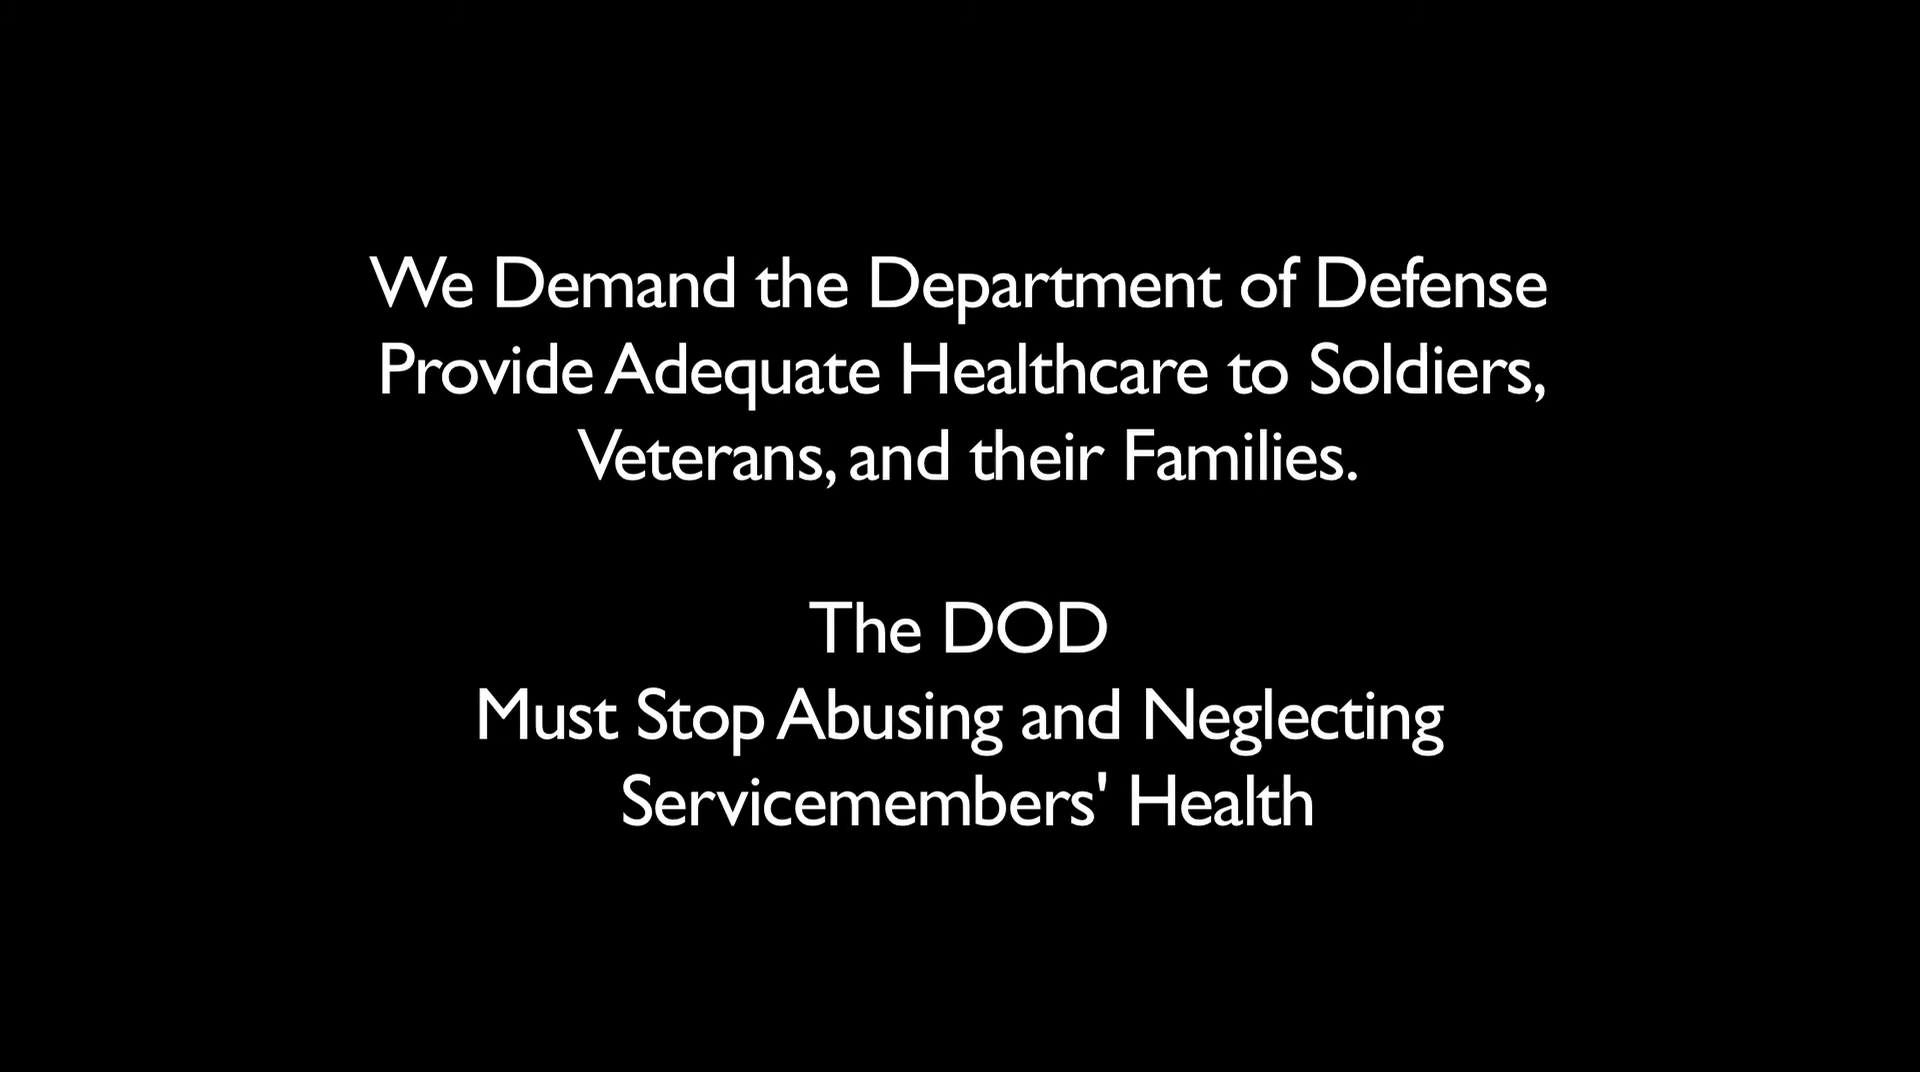 We Demand the Department of Defense
Provide Adequate Healthcare to Soldiers,
Veterans, and their Families.
The DOD
Must Stop Abusing and Neglecting
Servicemembers' Health